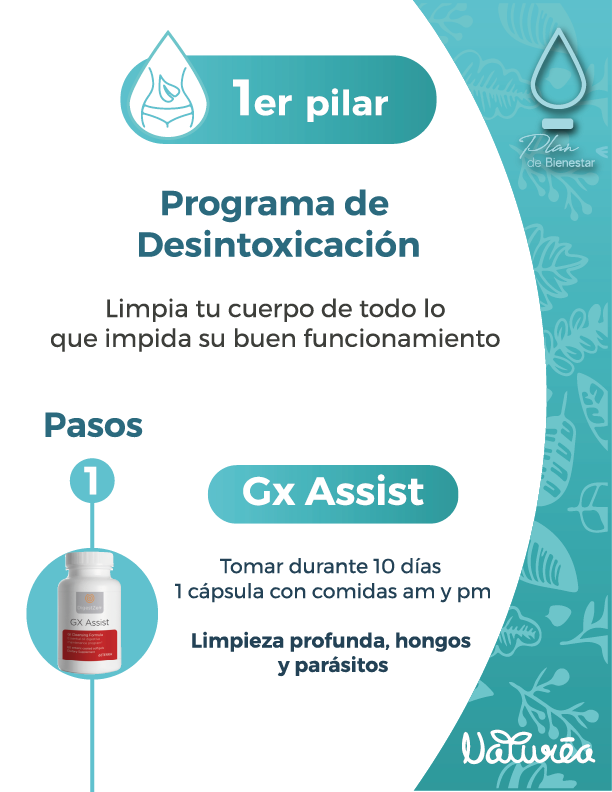 1er pilar
Plan
de Bienestar
Programa de
Desintoxicación
Limpia tu cuerpo de todo lo
que impida su buen funcionamiento
Pasos
1
Gx Assist
Tomar durante 10 días
1 cápsula con comidas am y pm
Limpieza profunda, hongos
y parásitos
GX Assist
Naturéa